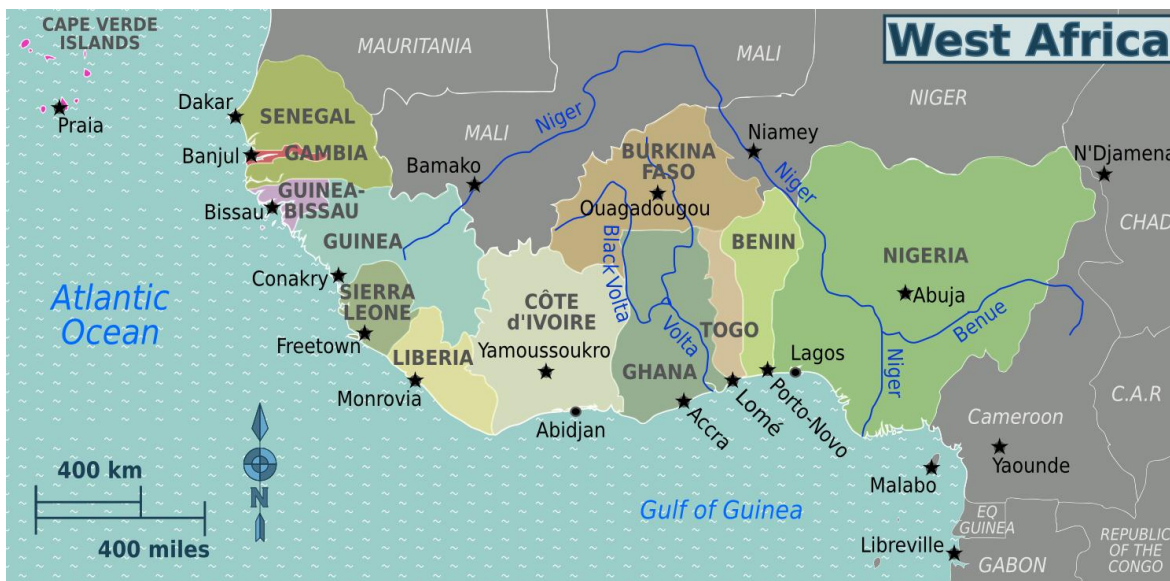 CAPE VERDE
ISLANDS
MAURITANIA
MALI
West Africa
Dakar
Praia
SENEGAL
Niger
NIGER
MALI
Niamey
Banjul
GAMBIA
Bamako
BURKINA
FASO
N'Djamena
GUINEA-
BISSAU
Bissau
Ouagadougou
Niger
CHAD
GUINEA
Black Volta
BENIN
NIGERIA
Conakry
SIERRA
LEONE
CÔTE
d'IVOIRE
Abuja
Atlantic
Ocean
Volta
TOGO
Benue
Freetown
LIBERIA
Yamoussoukro
GHANA
Lagos
Niger
Monrovia
Abidjan
Accra
Lomé
Porto-Novo
C.A.R
Cameroon
Yaounde
400 km
N
400 miles
Malabo
Gulf of Guinea
EQ
GUINEA
Libreville
GABON
REPUBLIC
OF THE
CONGO